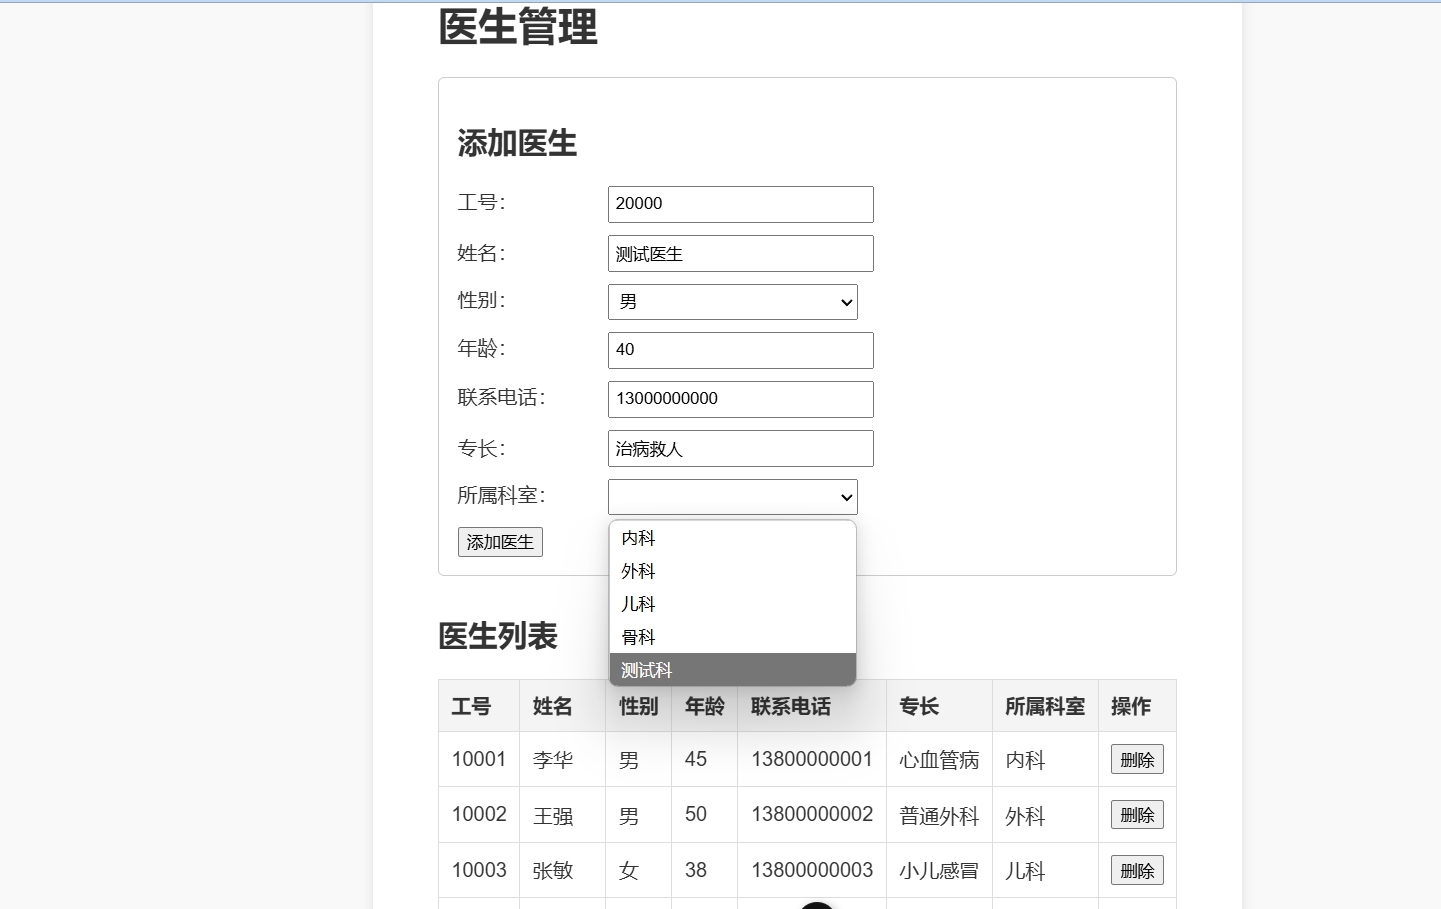 医生管理
添加医生
工号： 20000
姓名： 测试医生
性别： 男
年龄： 40
联系电话： 13000000000
专长： 治病救人
所属科室：
添加医生
内科
外科
儿科
骨科
测试科
医生列表
工号 姓名 性别 年龄 联系电话 专长 所属科室 操作
10001 李华 男 45 13800000001 心血管病 内科 删除
10002 王强 男 50 13800000002 普通外科 外科 删除
10003 张敏 女 38 13800000003 小儿感冒 儿科 删除